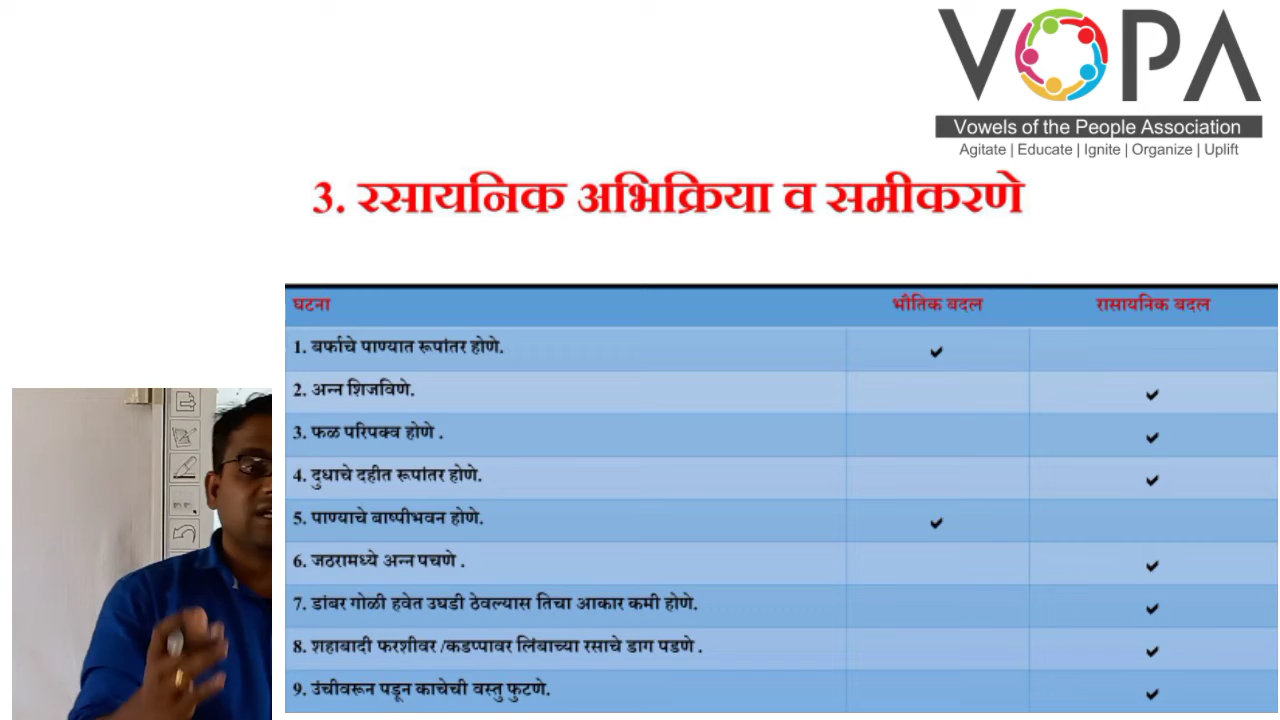 VOPA
Vowels of the People Association
Agitate | Educate | Ignite | Organize | Uplift
3. रसायनिक अभिक्रिया व समीकरणे
घटना भौतिक बदल रासायनिक बदल
1. बर्फाचे पाण्यात रूपांतर होणे. ✔
2. अन्न शिजविणे. ✔
3. फळ परिपक्व होणे . ✔
4. दुधाचे दहीत रूपांतर होणे. ✔
5. पाण्याचे बाष्पीभवन होणे. ✔
6. जठरामध्ये अन्न पचणे . ✔
7. डांबर गोळी हवेत उघडी ठेवल्यास तिचा आकार कमी होणे. ✔
8. शहाबादी फरशीवर /कडप्पावर लिंबाच्या रसाचे डाग पडणे . ✔
9. उंचीवरून पडून काचेची वस्तु फुटणे. ✔